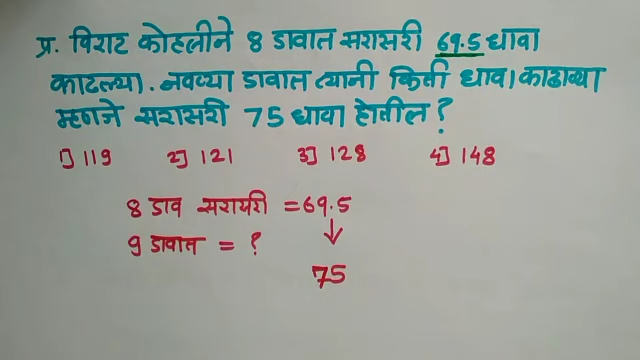 प्र. विराट कोहलीने 8 डावात सरासरी 69.5 धावा
काढल्या. नवव्या डावात त्यानी किती धावा काढाव्या
म्हणजे सरासरी 75 धावा होतील?
1] 119 2] 121 3] 128 4] 148
8 डाव सरासरी = 69.5
9 डावात = ?
75